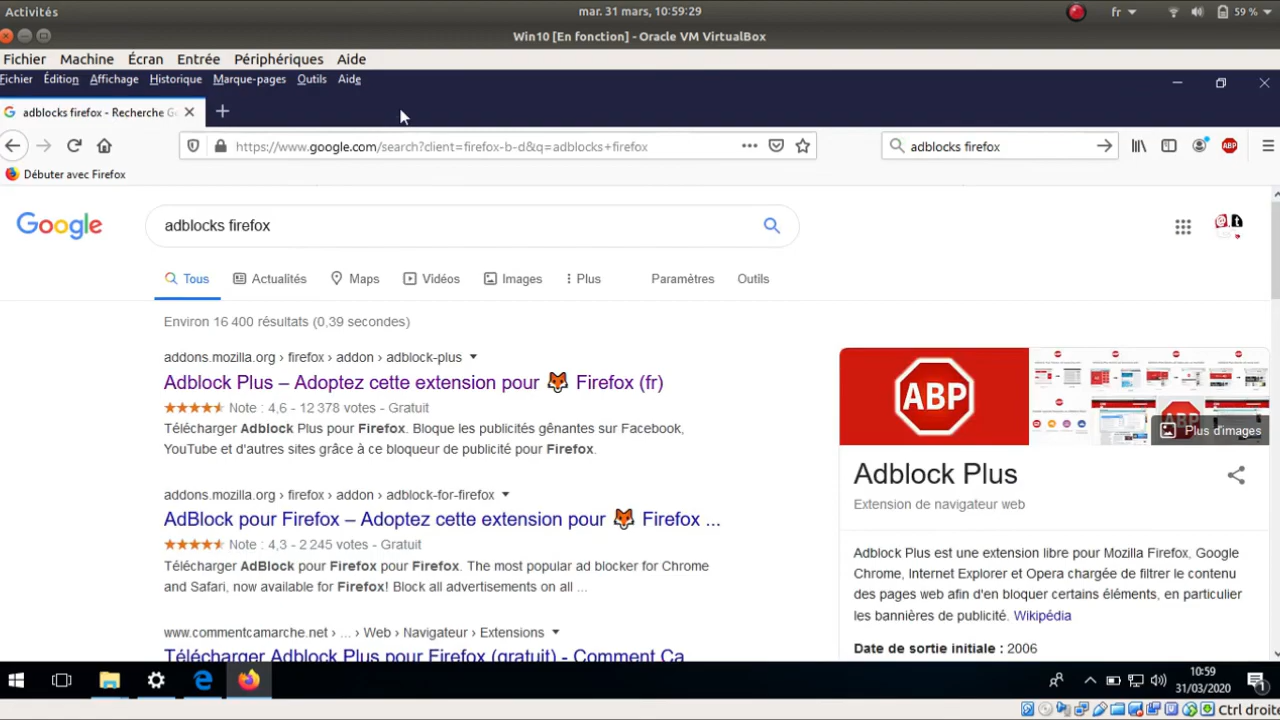 Activités
mar. 31 mars, 10:59:29
fr
59 %
Win10 [En fonction] - Oracle VM VirtualBox
Fichier Machine Écran Entrée Périphériques Aide
Fichier Édition Affichage Historique Marque-pages Outils Aide
adblocks firefox - Recherche G
https://www.google.com/search?client=firefox-b-d&q=adblocks+firefox
adblocks firefox
ABP
Débuter avec Firefox
Google
adblocks firefox
Tous Actualités Maps Vidéos Images Plus Paramètres Outils
Environ 16 400 résultats (0,39 secondes)
addons.mozilla.org › firefox › addon › adblock-plus
Adblock Plus – Adoptez cette extension pour 🦊 Firefox (fr)
Note : 4,6 - 12 378 votes - Gratuit
Télécharger Adblock Plus pour Firefox. Bloque les publicités gênantes sur Facebook,
YouTube et d'autres sites grâce à ce bloqueur de publicité pour Firefox.
addons.mozilla.org › firefox › addon › adblock-for-firefox
AdBlock pour Firefox – Adoptez cette extension pour 🦊 Firefox ...
Note : 4,3 - 2 245 votes - Gratuit
Télécharger AdBlock pour Firefox pour Firefox. The most popular ad blocker for Chrome
and Safari, now available for Firefox! Block all advertisements on all ...
www.commentcamarche.net › ... › Web › Navigateur › Extensions
Télécharger Adblock Plus pour Firefox (gratuit) - Comment Ça
ABP
Plus d'images
Adblock Plus
Extension de navigateur web
Adblock Plus est une extension libre pour Mozilla Firefox, Google
Chrome, Internet Explorer et Opera chargée de filtrer le contenu
des pages web afin d'en bloquer certains éléments, en particulier
les bannières de publicité. Wikipédia
Date de sortie initiale : 2006
10:59
31/03/2020
1
Ctrl droite